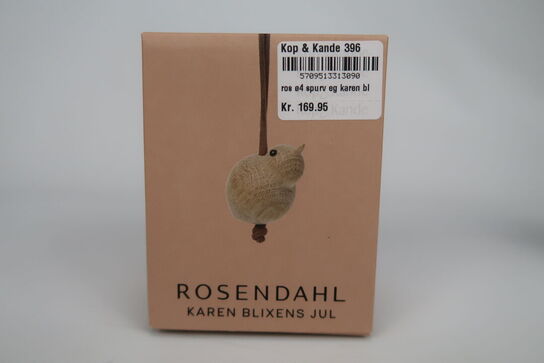 Kop & Kande 396
5709513313090
ros ø4 spurv eg karen bl
Kr. 169.95
ROSENDAHL
KAREN BLIXENS JUL